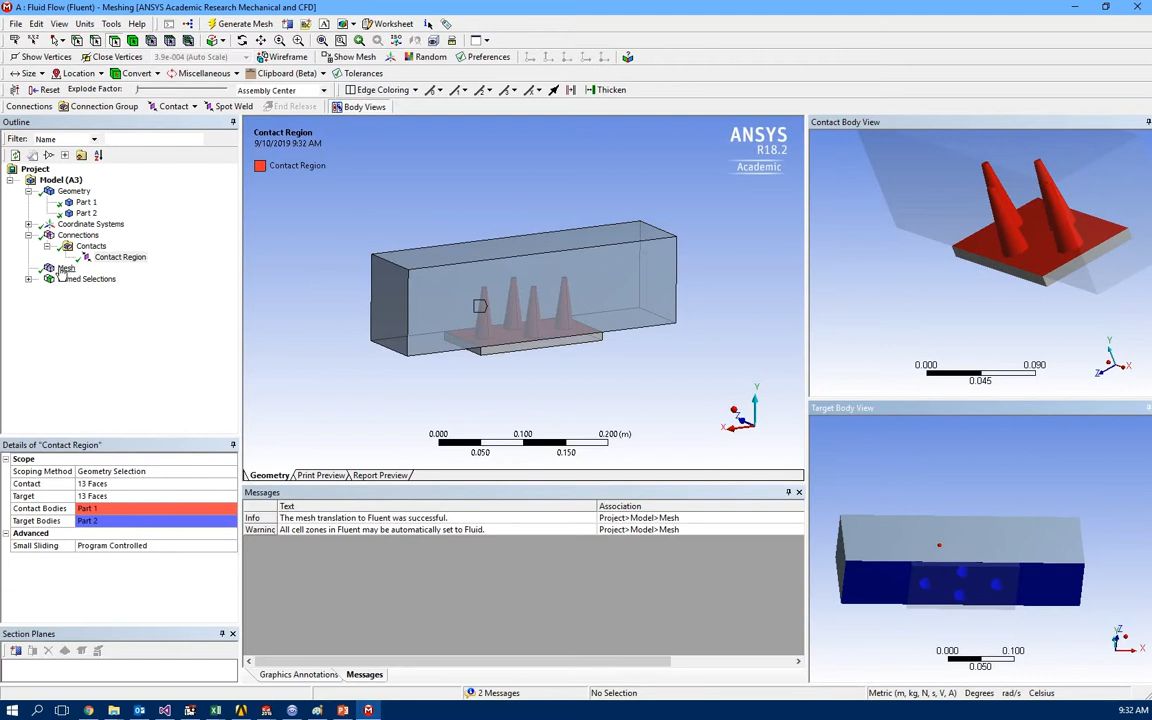 A : Fluid Flow (Fluent) - Meshing [ANSYS Academic Research Mechanical and CFD]
File Edit View Units Tools Help Generate Mesh Worksheet
Show Vertices Close Vertices 3.9e-004 (Auto Scale) Wireframe Show Mesh Random Preferences
Size Location Convert Miscellaneous Clipboard (Beta) Tolerances
Reset Explode Factor: Assembly Center Edge Coloring Thicken
Connections Connection Group Contact Spot Weld End Release Body Views
Outline
Filter: Name
Project
Model (A3)
Geometry
Part 1
Part 2
Coordinate Systems
Connections
Contacts
Contact Region
Mesh
Named Selections
Details of "Contact Region"
Scope
Scoping Method Geometry Selection
Contact 13 Faces
Target 13 Faces
Contact Bodies Part 1
Target Bodies Part 2
Advanced
Small Sliding Program Controlled
Section Planes
Contact Region
9/10/2019 9:32 AM
Contact Region
ANSYS
R18.2
Academic
Y
Z
X
0.000 0.100 0.200 (m)
0.050 0.150
Geometry Print Preview Report Preview
Messages
Text Association
Info The mesh translation to Fluent was successful. Project>Model>Mesh
Warninc All cell zones in Fluent may be automatically set to Fluid. Project>Model>Mesh
Graphics Annotations Messages
Contact Body View
Y
Z
X
0.000 0.090
0.045
Target Body View
Z
X
0.000 0.100
0.050
2 Messages No Selection Metric (m, kg, N, s, V, A) Degrees rad/s Celsius
9:32 AM